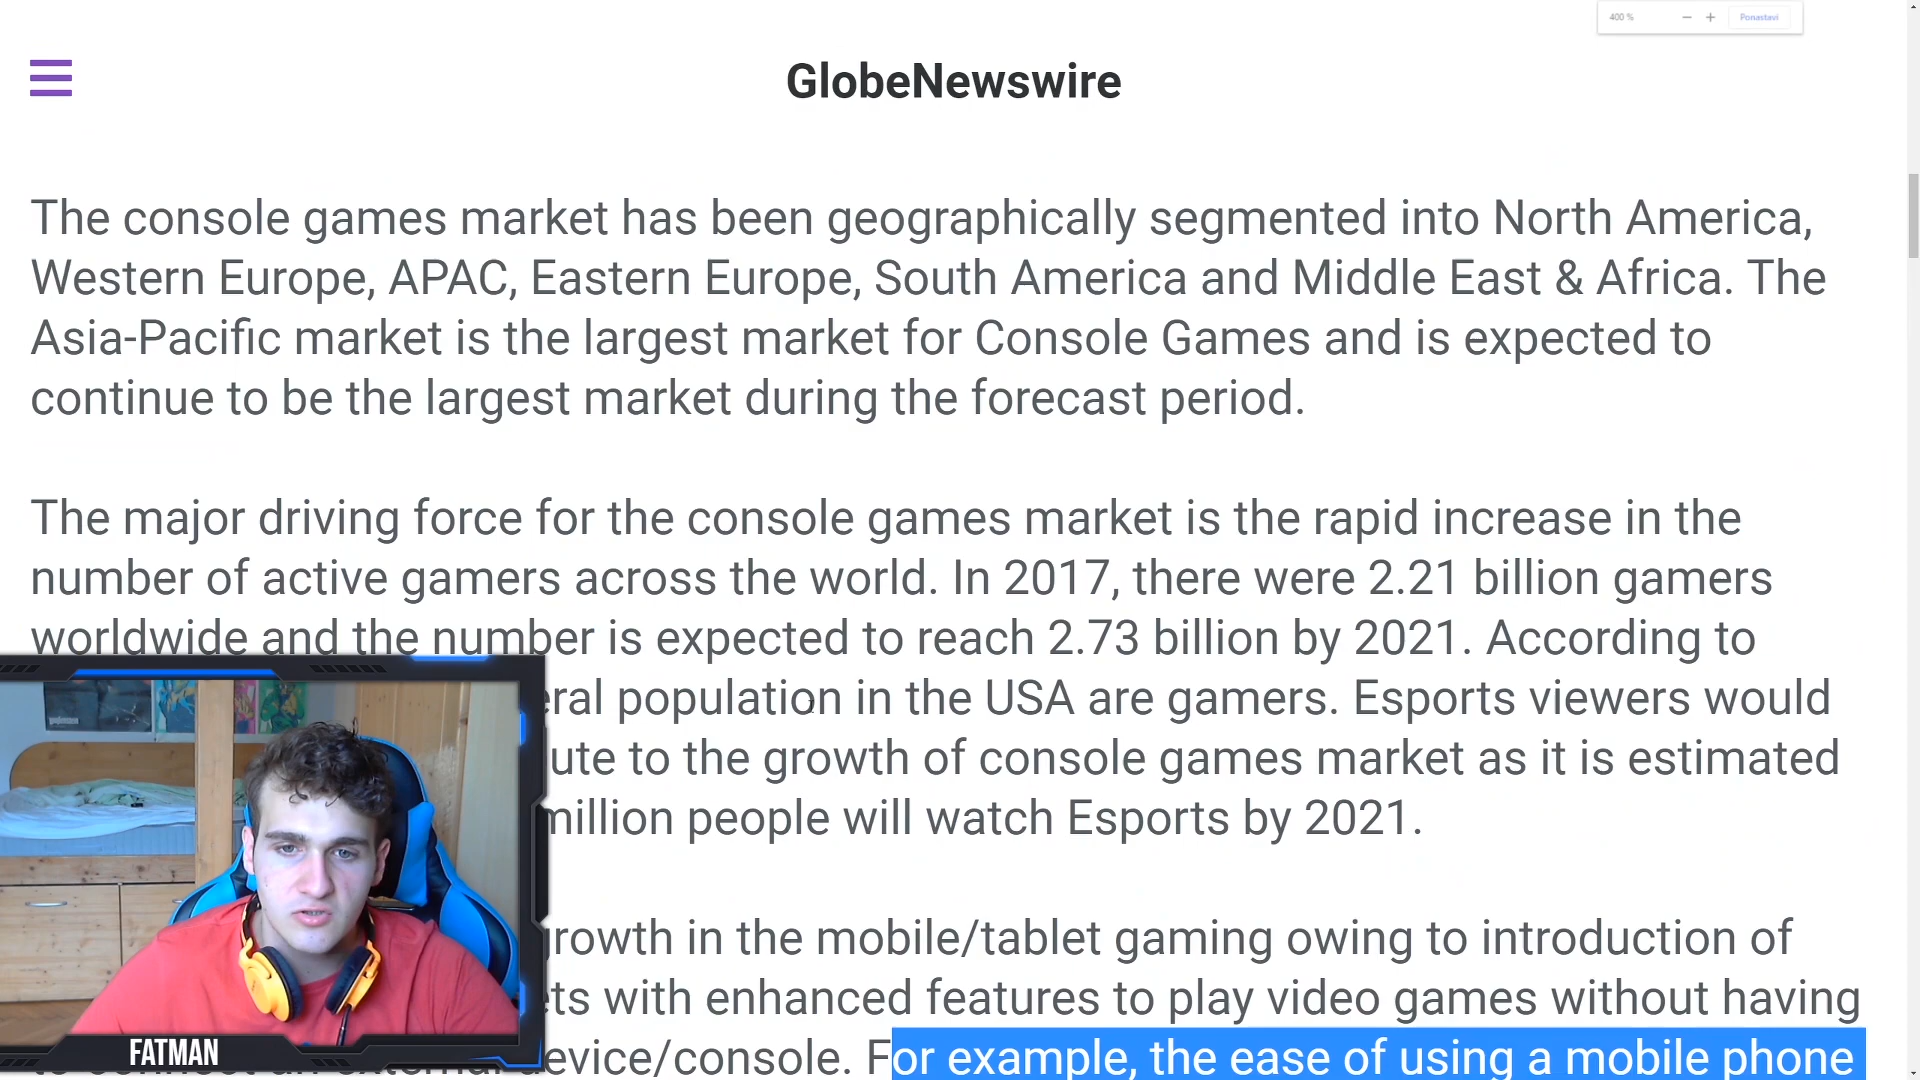 400 %
Ponastavi
GlobeNewswire
The console games market has been geographically segmented into North America,
Western Europe, APAC, Eastern Europe, South America and Middle East & Africa. The
Asia-Pacific market is the largest market for Console Games and is expected to
continue to be the largest market during the forecast period.
The major driving force for the console games market is the rapid increase in the
number of active gamers across the world. In 2017, there were 2.21 billion gamers
worldwide and the number is expected to reach 2.73 billion by 2021. According to
eral population in the USA are gamers. Esports viewers would
ute to the growth of console games market as it is estimated
million people will watch Esports by 2021.
growth in the mobile/tablet gaming owing to introduction of
ets with enhanced features to play video games without having
device/console. For example, the ease of using a mobile phone
FATMAN